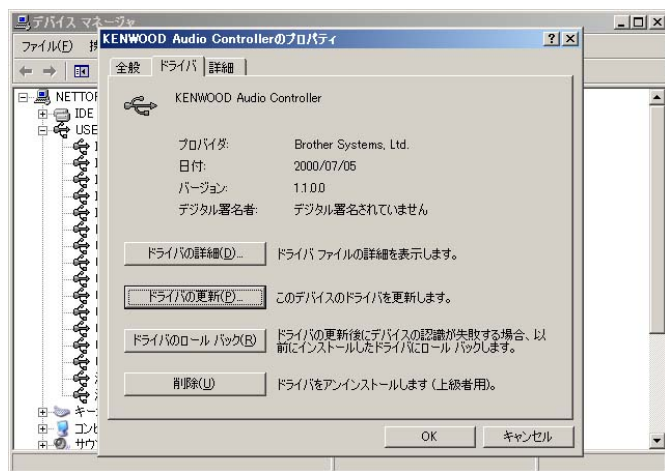 デバイス マネージャ
KENWOOD Audio Controllerのプロパティ
ファイル(F)
全般 ドライバ 詳細
NETTOP
IDE
KENWOOD Audio Controller
プロバイダ: Brother Systems, Ltd.
日付: 2000/07/05
バージョン: 1.1.0.0
デジタル署名者: デジタル署名されていません
ドライバの詳細(D)... ドライバ ファイルの詳細を表示します。
ドライバの更新(P)... このデバイスのドライバを更新します。
ドライバのロール バック(R) ドライバの更新後にデバイスの認識が失敗する場合、以
前にインストールしたドライバにロール バックします。
削除(U) ドライバをアンインストールします (上級者用)。
キー
コンピ
サウ
OK キャンセル